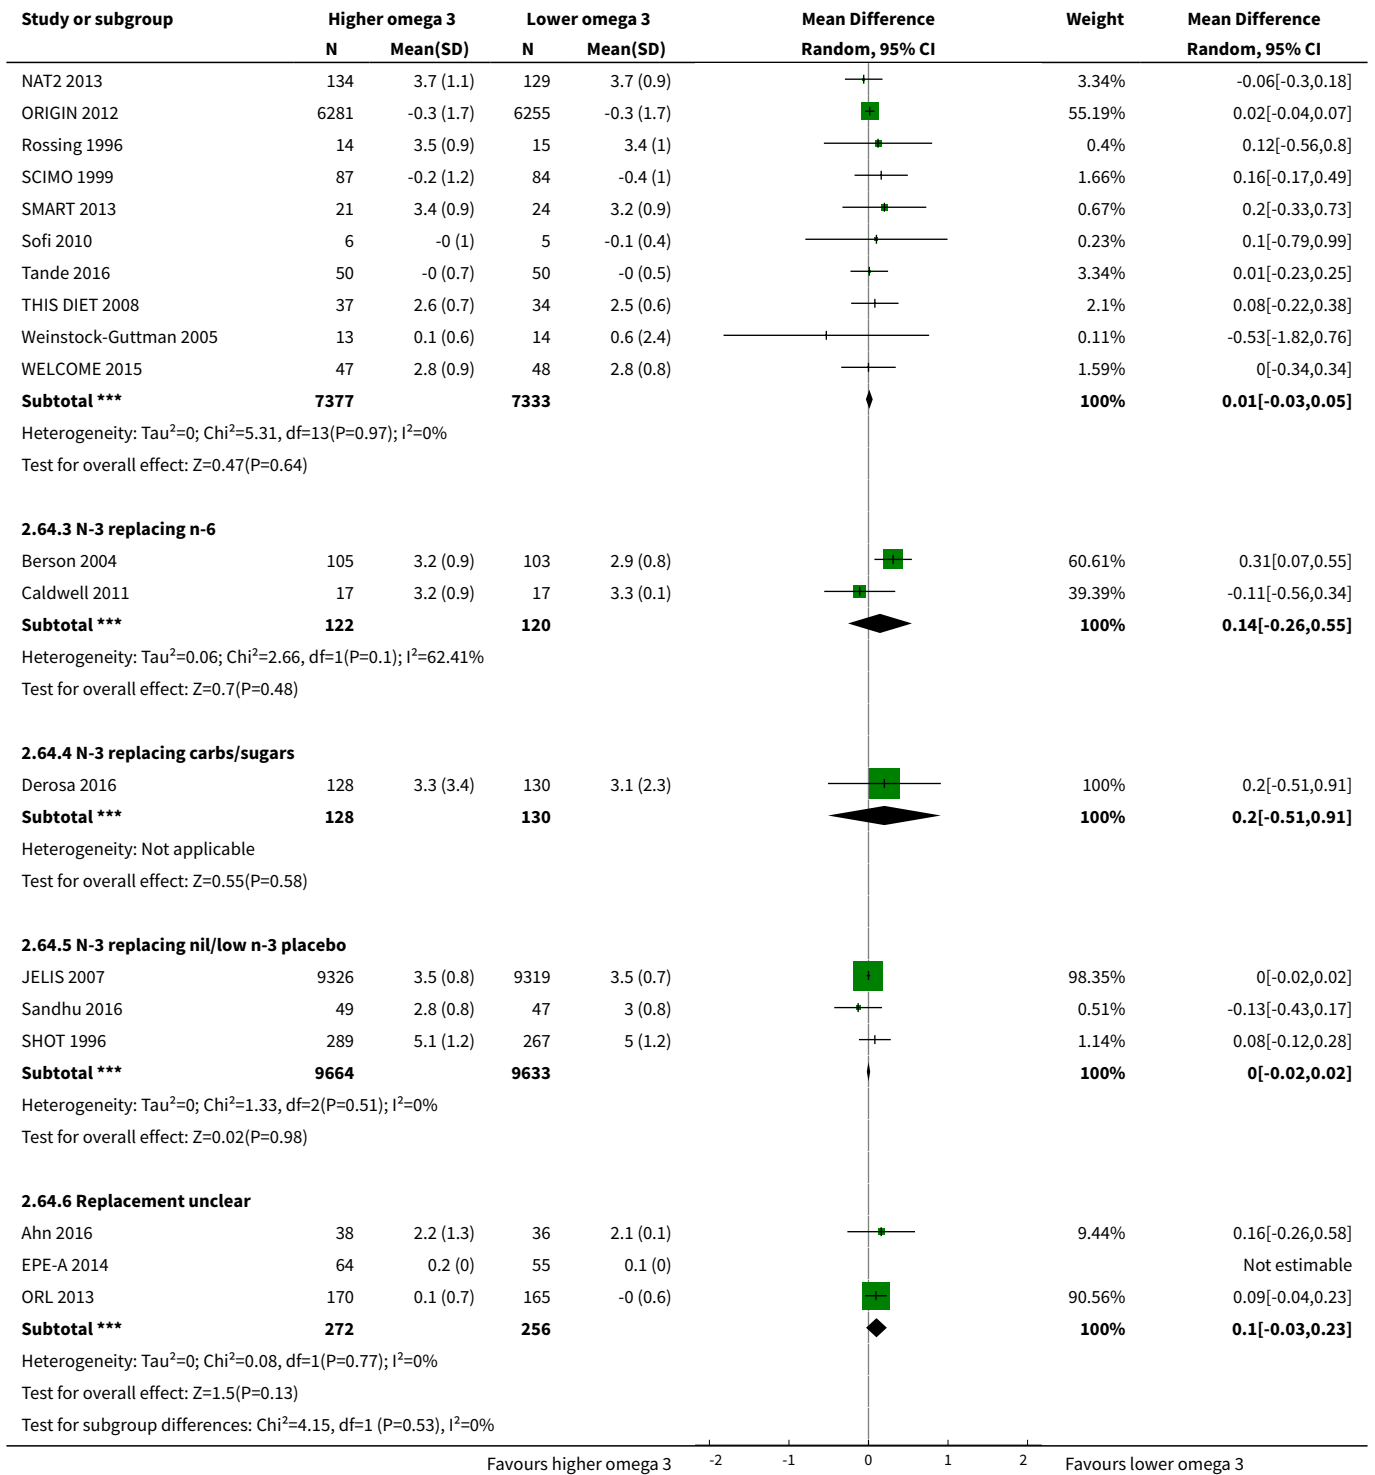 Study or subgroup Higher omega 3 Lower omega 3 Mean Difference Weight Mean Difference
N Mean(SD) N Mean(SD) Random, 95% CI Random, 95% CI
NAT2 2013 134 3.7 (1.1) 129 3.7 (0.9) 3.34% -0.06[-0.3,0.18]
ORIGIN 2012 6281 -0.3 (1.7) 6255 -0.3 (1.7) 55.19% 0.02[-0.04,0.07]
Rossing 1996 14 3.5 (0.9) 15 3.4 (1) 0.4% 0.12[-0.56,0.8]
SCIMO 1999 87 -0.2 (1.2) 84 -0.4 (1) 1.66% 0.16[-0.17,0.49]
SMART 2013 21 3.4 (0.9) 24 3.2 (0.9) 0.67% 0.2[-0.33,0.73]
Sofi 2010 6 -0 (1) 5 -0.1 (0.4) 0.23% 0.1[-0.79,0.99]
Tande 2016 50 -0 (0.7) 50 -0 (0.5) 3.34% 0.01[-0.23,0.25]
THIS DIET 2008 37 2.6 (0.7) 34 2.5 (0.6) 2.1% 0.08[-0.22,0.38]
Weinstock-Guttman 2005 13 0.1 (0.6) 14 0.6 (2.4) 0.11% -0.53[-1.82,0.76]
WELCOME 2015 47 2.8 (0.9) 48 2.8 (0.8) 1.59% 0[-0.34,0.34]
Subtotal *** 7377 7333 100% 0.01[-0.03,0.05]
Heterogeneity: Tau²=0; Chi²=5.31, df=13(P=0.97); I²=0%
Test for overall effect: Z=0.47(P=0.64)
2.64.3 N-3 replacing n-6
Berson 2004 105 3.2 (0.9) 103 2.9 (0.8) 60.61% 0.31[0.07,0.55]
Caldwell 2011 17 3.2 (0.9) 17 3.3 (0.1) 39.39% -0.11[-0.56,0.34]
Subtotal *** 122 120 100% 0.14[-0.26,0.55]
Heterogeneity: Tau²=0.06; Chi²=2.66, df=1(P=0.1); I²=62.41%
Test for overall effect: Z=0.7(P=0.48)
2.64.4 N-3 replacing carbs/sugars
Derosa 2016 128 3.3 (3.4) 130 3.1 (2.3) 100% 0.2[-0.51,0.91]
Subtotal *** 128 130 100% 0.2[-0.51,0.91]
Heterogeneity: Not applicable
Test for overall effect: Z=0.55(P=0.58)
2.64.5 N-3 replacing nil/low n-3 placebo
JELIS 2007 9326 3.5 (0.8) 9319 3.5 (0.7) 98.35% 0[-0.02,0.02]
Sandhu 2016 49 2.8 (0.8) 47 3 (0.8) 0.51% -0.13[-0.43,0.17]
SHOT 1996 289 5.1 (1.2) 267 5 (1.2) 1.14% 0.08[-0.12,0.28]
Subtotal *** 9664 9633 100% 0[-0.02,0.02]
Heterogeneity: Tau²=0; Chi²=1.33, df=2(P=0.51); I²=0%
Test for overall effect: Z=0.02(P=0.98)
2.64.6 Replacement unclear
Ahn 2016 38 2.2 (1.3) 36 2.1 (0.1) 9.44% 0.16[-0.26,0.58]
EPE-A 2014 64 0.2 (0) 55 0.1 (0) Not estimable
ORL 2013 170 0.1 (0.7) 165 -0 (0.6) 90.56% 0.09[-0.04,0.23]
Subtotal *** 272 256 100% 0.1[-0.03,0.23]
Heterogeneity: Tau²=0; Chi²=0.08, df=1(P=0.77); I²=0%
Test for overall effect: Z=1.5(P=0.13)
Test for subgroup differences: Chi²=4.15, df=1 (P=0.53), I²=0%
Favours higher omega 3 -2 -1 0 1 2 Favours lower omega 3